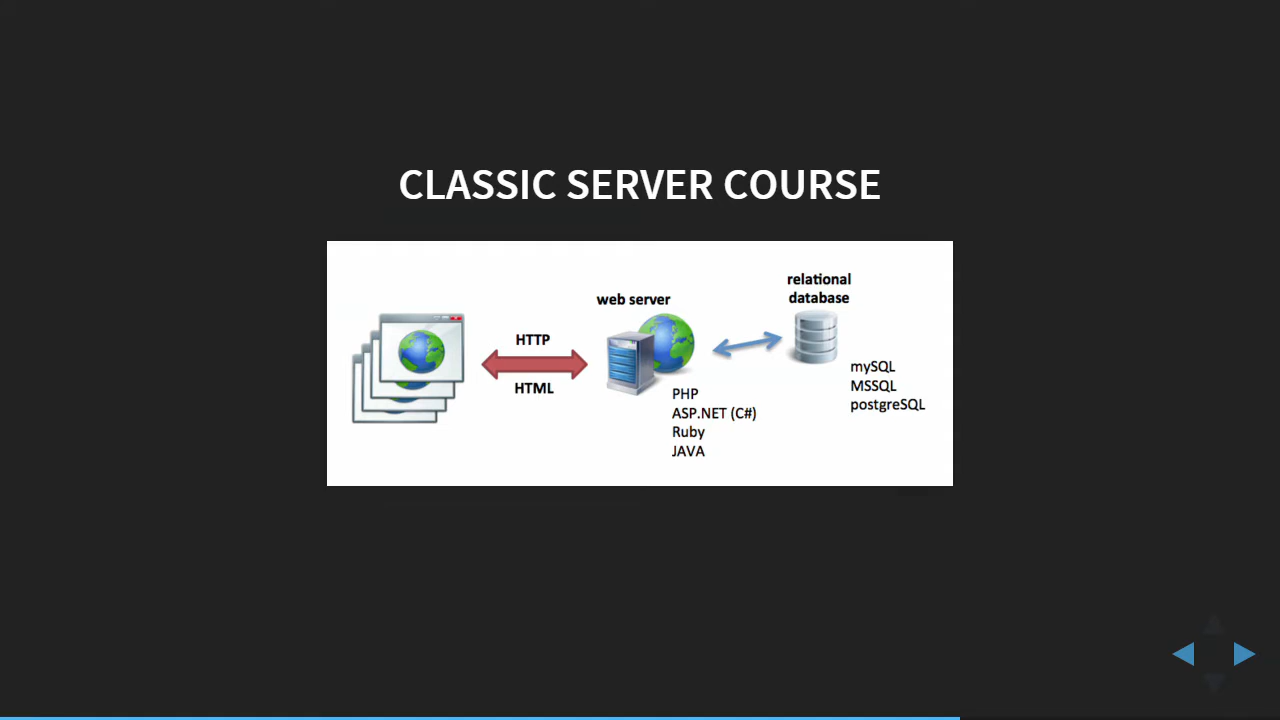 CLASSIC SERVER COURSE
HTTP
HTML
web server
PHP
ASP.NET (C#)
Ruby
JAVA
relational
database
mySQL
MSSQL
postgreSQL